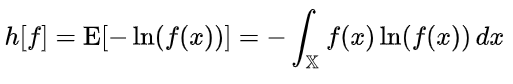 h[f] = E[− ln(f(x))] = − ∫_𝕏 f(x) ln(f(x)) dx